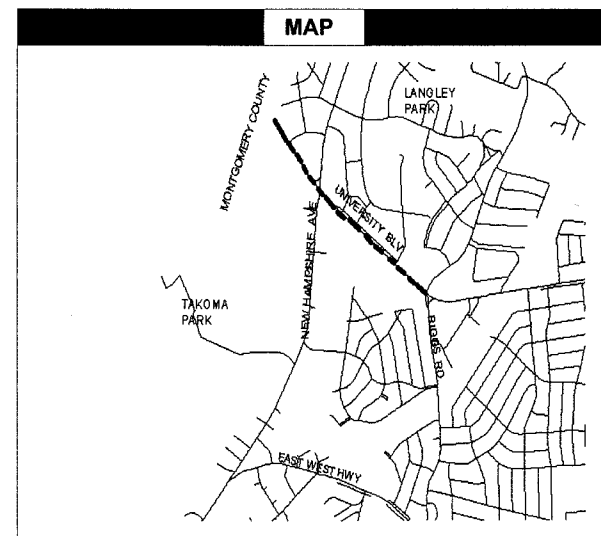 MAP
MONTGOMERY COUNTY
LANGLEY
PARK
UNIVERSITY BLV
NEW HAMPSHIRE AVE
TAKOMA
PARK
RIGGS RD
EAST WEST HWY